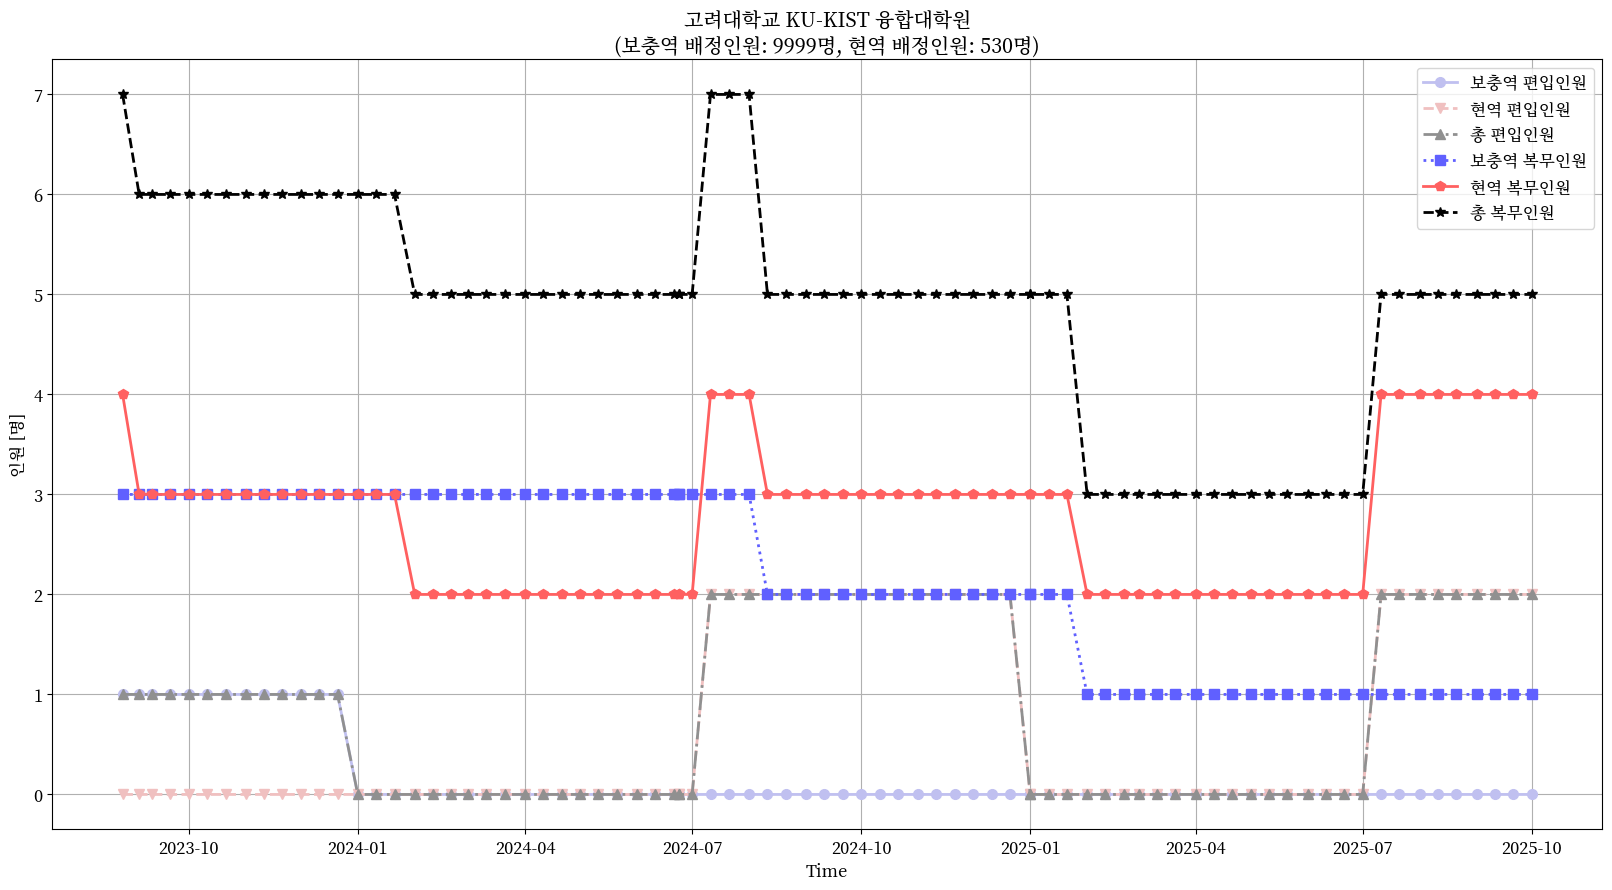 고려대학교 KU-KIST 융합대학원
(보충역 배정인원: 9999명, 현역 배정인원: 530명)
보충역 편입인원
현역 편입인원
총 편입인원
보충역 복무인원
현역 복무인원
총 복무인원
인원 [명]
7
6
5
4
3
2
1
0
2023-10
2024-01
2024-04
2024-07
2024-10
2025-01
2025-04
2025-07
2025-10
Time